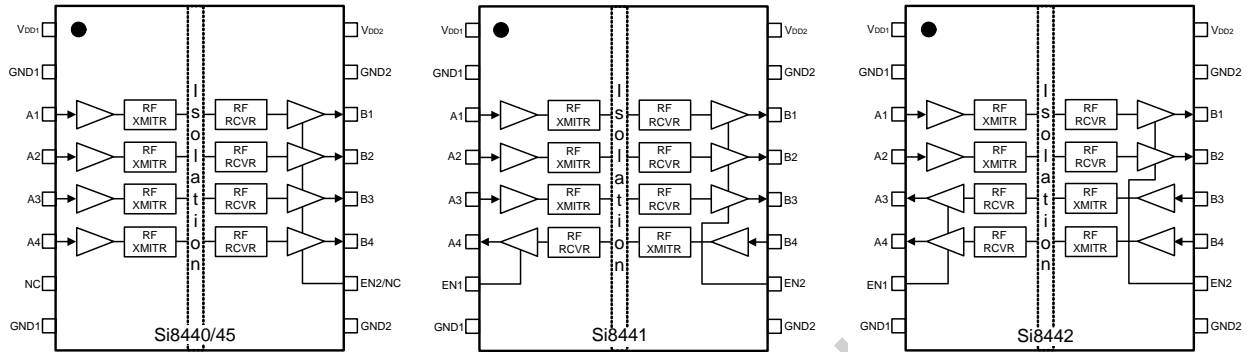 VDD1 VDD2
GND1 GND2
A1 RF XMITR RF RCVR B1
A2 RF XMITR RF RCVR B2
A3 RF XMITR RF RCVR B3
A4 RF XMITR RF RCVR B4
NC EN2/NC
GND1 GND2
Isolation
Si8440/45
VDD1 VDD2
GND1 GND2
A1 RF XMITR RF RCVR B1
A2 RF XMITR RF RCVR B2
A3 RF XMITR RF RCVR B3
A4 RF RCVR RF XMITR B4
EN1 EN2
GND1 GND2
Isolation
Si8441
VDD1 VDD2
GND1 GND2
A1 RF XMITR RF RCVR B1
A2 RF XMITR RF RCVR B2
A3 RF RCVR RF XMITR B3
A4 RF RCVR RF XMITR B4
EN1 EN2
GND1 GND2
Isolation
Si8442